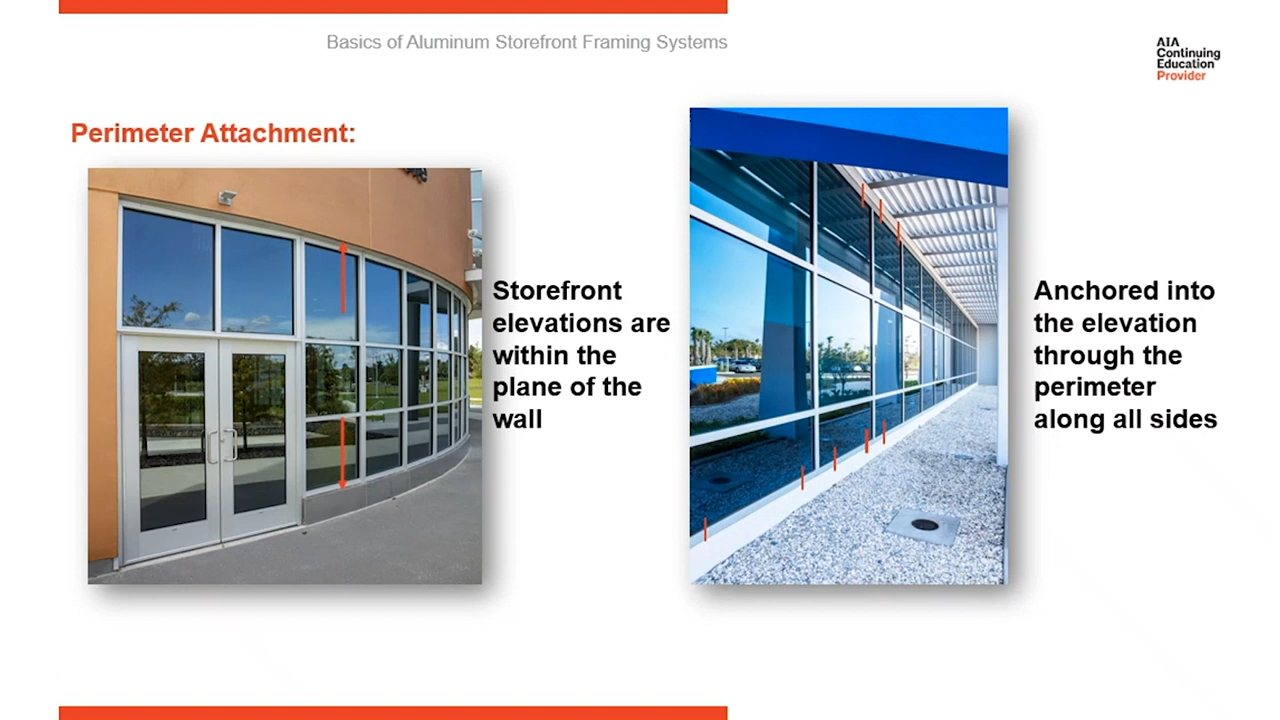 Basics of Aluminum Storefront Framing Systems
AIA
Continuing
Education
Provider
Perimeter Attachment:
Storefront
elevations are
within the
plane of the
wall
Anchored into
the elevation
through the
perimeter
along all sides